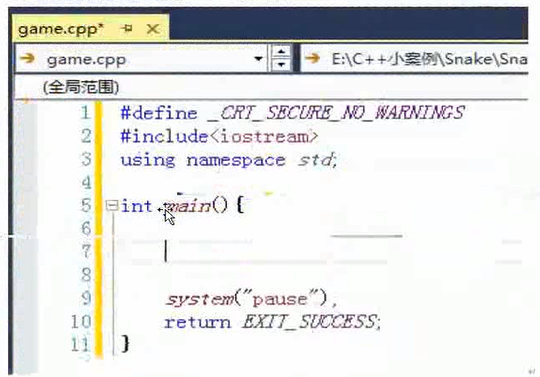 game.cpp*
game.cpp
E:\C++小案例\Snake\Sna
(全局范围)
1 #define _CRT_SECURE_NO_WARNINGS
2 #include<iostream>
3 using namespace std;
4
5 int main() {
6
7
8
9 system("pause");
10 return EXIT_SUCCESS;
11 }